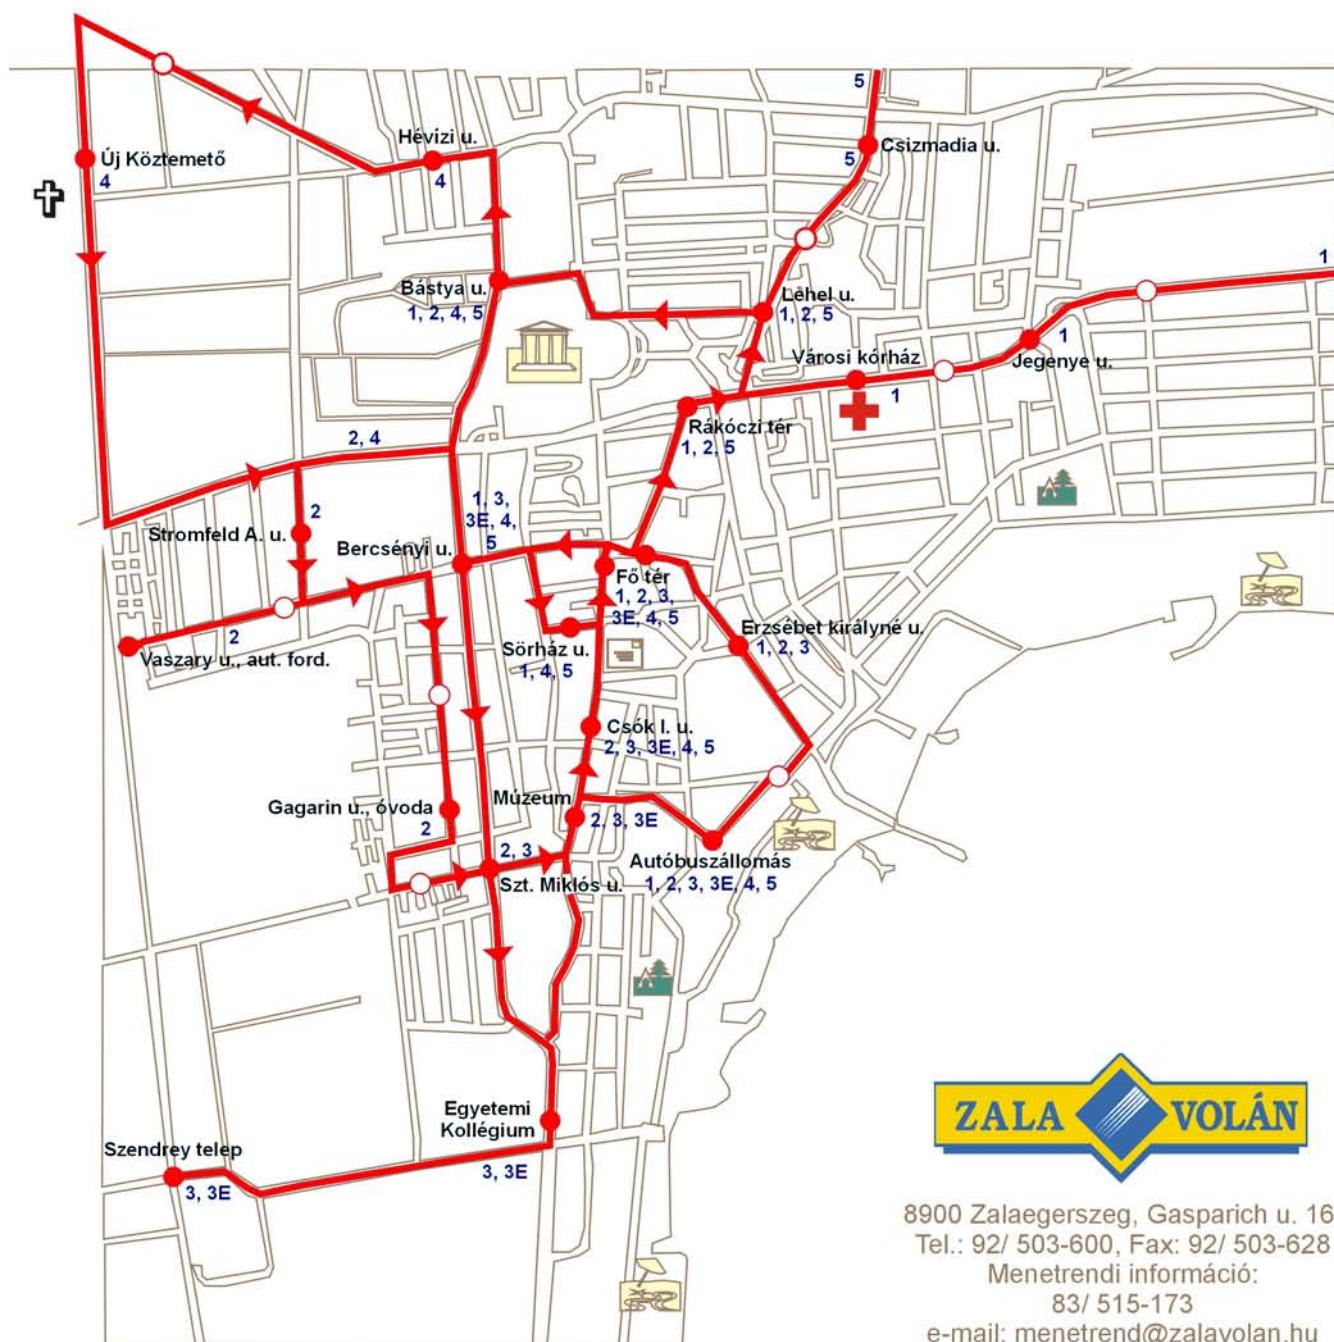 5
Csizmadia u.
5
Hévízi u.
4
Új Köztemető
4
1
Bástya u.
1, 2, 4, 5
Lehel u.
1, 2, 5
1
Jegenye u.
Városi kórház
1
Rákóczi tér
1, 2, 5
2, 4
2
Stromfeld A. u.
1, 3,
3E, 4,
5
Bercsényi u.
Fő tér
1, 2, 3,
3E, 4, 5
Erzsébet királyné u.
1, 2, 3
2
Vaszary u., aut. ford.
Sörház u.
1, 4, 5
Csók I. u.
2, 3, 3E, 4, 5
Gagarin u., óvoda
2
Múzeum
2, 3, 3E
2, 3
Szt. Miklós u.
Autóbuszállomás
1, 2, 3, 3E, 4, 5
Egyetemi
Kollégium
Szendrey telep
3, 3E
3, 3E
ZALA VOLÁN
8900 Zalaegerszeg, Gasparich u. 16
Tel.: 92/ 503-600, Fax: 92/ 503-628
Menetrendi információ:
83/ 515-173
e-mail: menetrend@zalavolan.hu